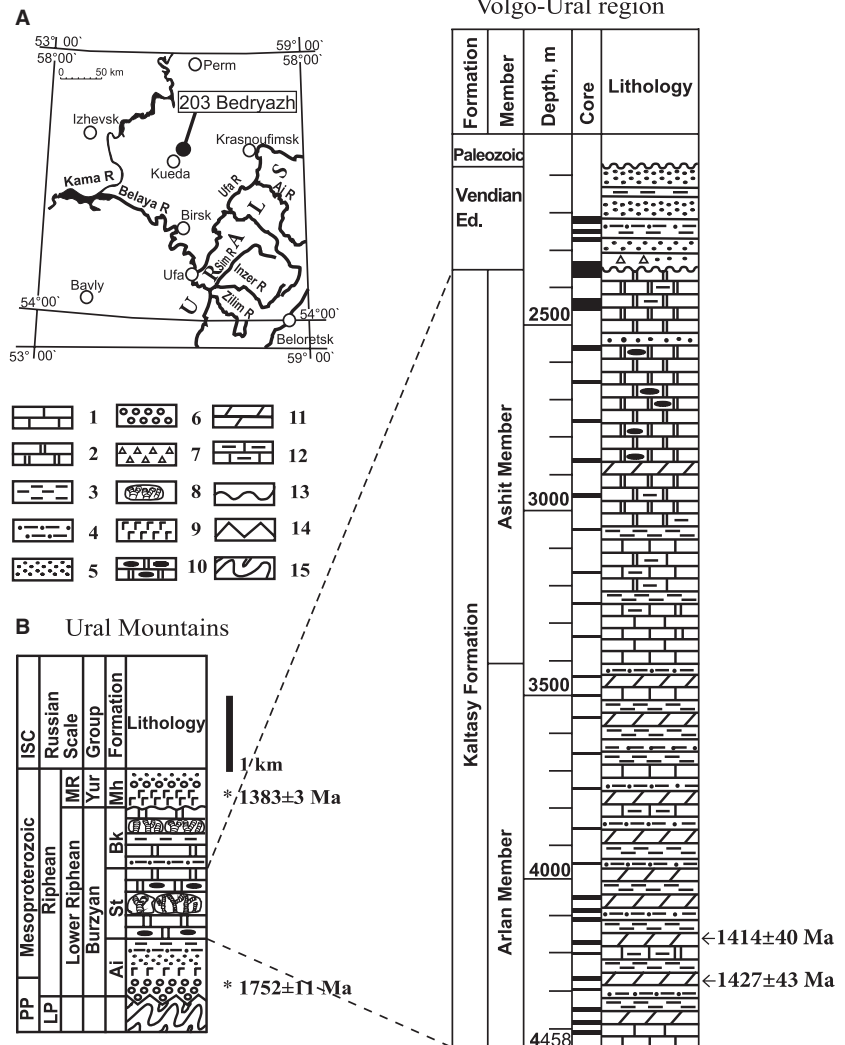 A
53° 00`
58° 00`
59° 00`
58° 00`
0 50 km
Perm
203 Bedryazh
Izhevsk
Krasnoufimsk
Kueda
Kama R
Belaya R
Ufa R
Ai R
Birsk
U R A L S
Sim R
Inzer R
Zilim R
Ufa
Bavly
54° 00`
54° 00`
Beloretsk
53° 00`
59° 00`
1 6 11
2 7 12
3 8 13
4 9 14
5 10 15
B Ural Mountains
ISC
Russian Scale
Group
Formation
Lithology
1 km
Mesoproterozoic
PP
Riphean
LP
MR
Lower Riphean
Yur
Burzyan
Mh
Bk
St
Ai
* 1383±3 Ma
* 1752±11 Ma
Volgo-Ural region
Formation
Member
Depth, m
Core
Lithology
Paleozoic
Vendian
Ed.
Kaltasy Formation
Ashit Member
Arlan Member
2500
3000
3500
4000
4458
←1414±40 Ma
←1427±43 Ma